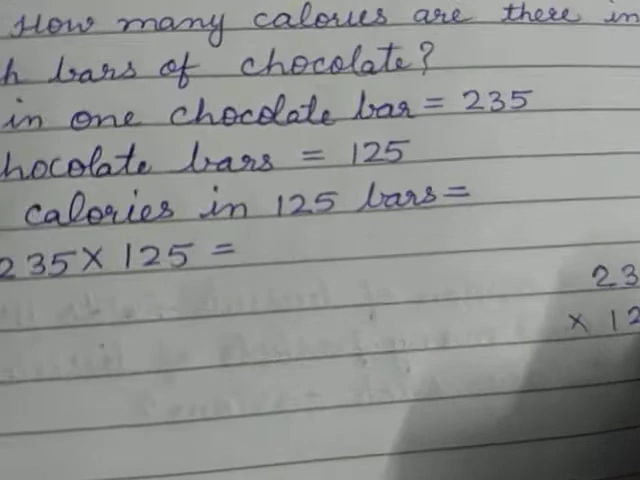 How many calories are there in
h bars of chocolate?
in one chocolate bar = 235
hocolate bars = 125
calories in 125 bars =
235 × 125 =
23
× 12